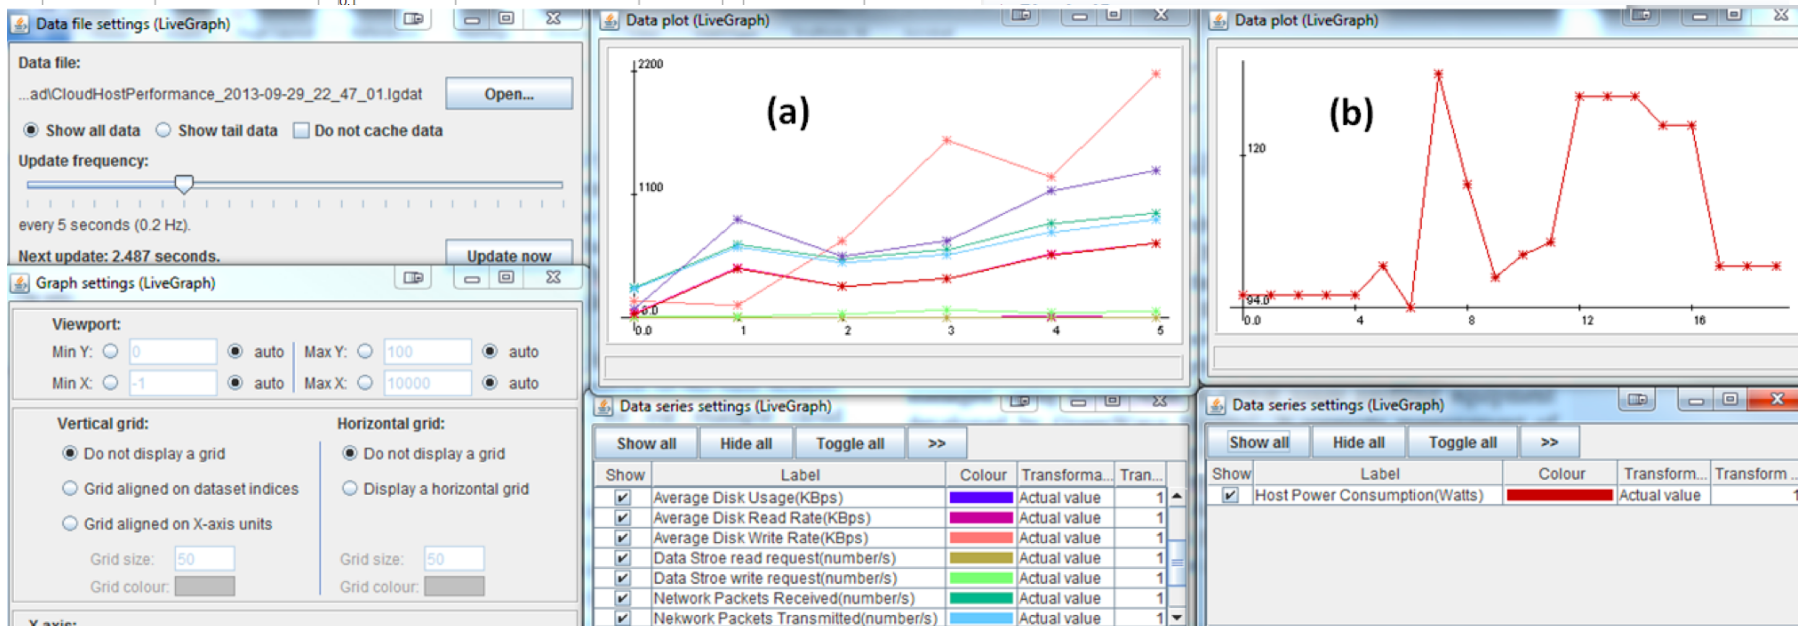 Data file settings (LiveGraph)
Data file:
...ad\CloudHostPerformance_2013-09-29_22_47_01.lgdat
Open...
Show all data
Show tail data
Do not cache data
Update frequency:
every 5 seconds (0.2 Hz).
Next update: 2.487 seconds.
Update now
Graph settings (LiveGraph)
Viewport:
Min Y:
0
auto
Max Y:
100
auto
Min X:
-1
auto
Max X:
10000
auto
Vertical grid:
Do not display a grid
Grid aligned on dataset indices
Grid aligned on X-axis units
Grid size:
50
Grid colour:
Horizontal grid:
Do not display a grid
Display a horizontal grid
Grid size:
50
Grid colour:
X axis:
Data plot (LiveGraph)
(a)
2200
1100
0.0
0.0 1 2 3 4 5
Data plot (LiveGraph)
(b)
120
94.0
0.0 4 8 12 16
Data series settings (LiveGraph)
Show all
Hide all
Toggle all
>>
Show Label Colour Transforma... Tran...
Average Disk Usage(KBps) Actual value 1
Average Disk Read Rate(KBps) Actual value 1
Average Disk Write Rate(KBps) Actual value 1
Data Stroe read request(number/s) Actual value 1
Data Stroe write request(number/s) Actual value 1
Network Packets Received(number/s) Actual value 1
Nekwork Packets Transmitted(number/s) Actual value 1
Data series settings (LiveGraph)
Show all
Hide all
Toggle all
>>
Show Label Colour Transform... Transform ...
Host Power Consumption(Watts) Actual value 1